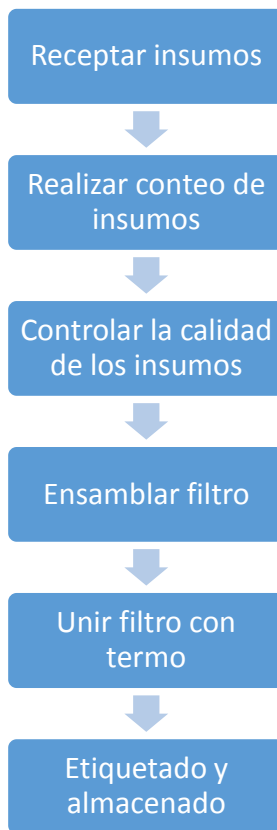 Receptar insumos
Realizar conteo de
insumos
Controlar la calidad
de los insumos
Ensamblar filtro
Unir filtro con
termo
Etiquetado y
almacenado